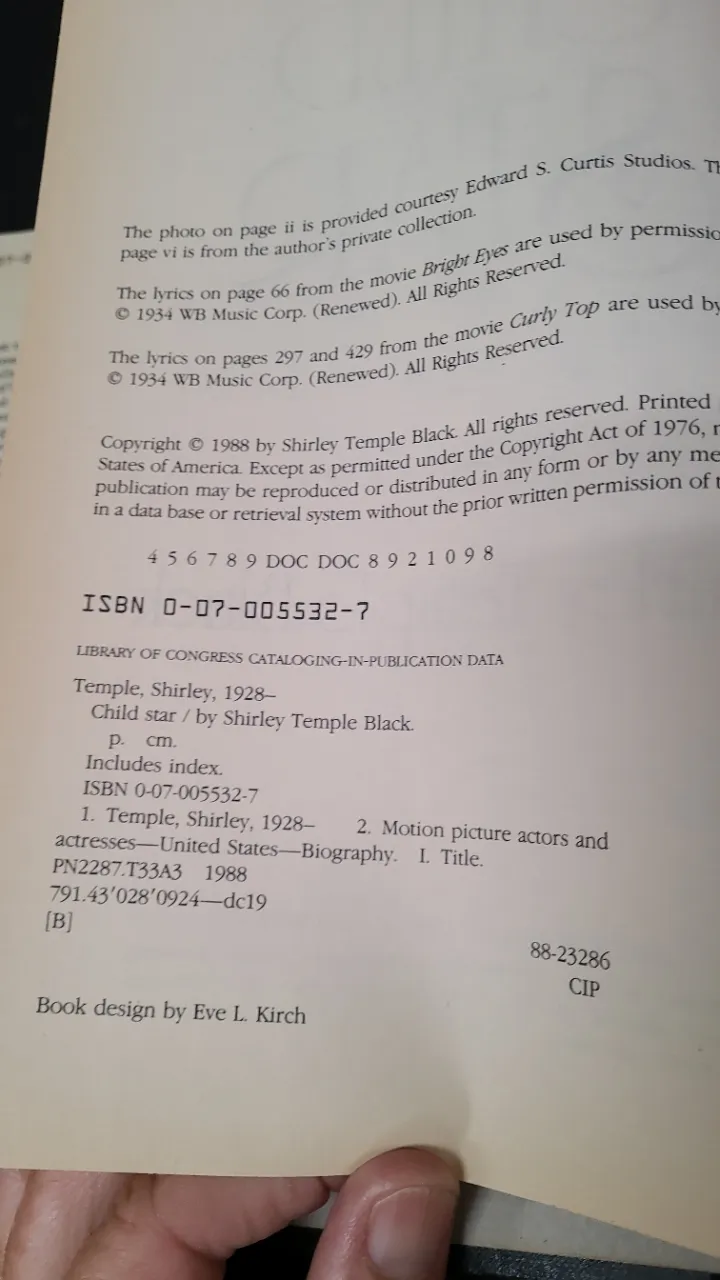 The photo on page ii is provided courtesy Edward S. Curtis Studios.
page vi is from the author's private collection.
The lyrics on page 66 from the movie Bright Eyes are used by
© 1934 WB Music Corp. (Renewed). All Rights Reserved.
The lyrics on pages 297 and 429 from the movie Curly Top are used by
© 1934 WB Music Corp. (Renewed). All Rights Reserved.
Copyright © 1988 by Shirley Temple Black. All rights reserved. Printed
States of America. Except as permitted under the Copyright Act of 1976,
publication may be reproduced or distributed in any form or by any
in a data base or retrieval system without the prior written permission of
4 5 6 7 8 9 DOC DOC 8 9 2 1 0 9 8
ISBN 0-07-005532-7
LIBRARY OF CONGRESS CATALOGING-IN-PUBLICATION DATA
Temple, Shirley, 1928–
Child star / by Shirley Temple Black.
p. cm.
Includes index.
ISBN 0-07-005532-7
1. Temple, Shirley, 1928– 2. Motion picture actors and
actresses—United States—Biography. I. Title.
PN2287.T33A3 1988
791.43'028'0924—dc19
[B]
88-23286
CIP
Book design by Eve L. Kirch